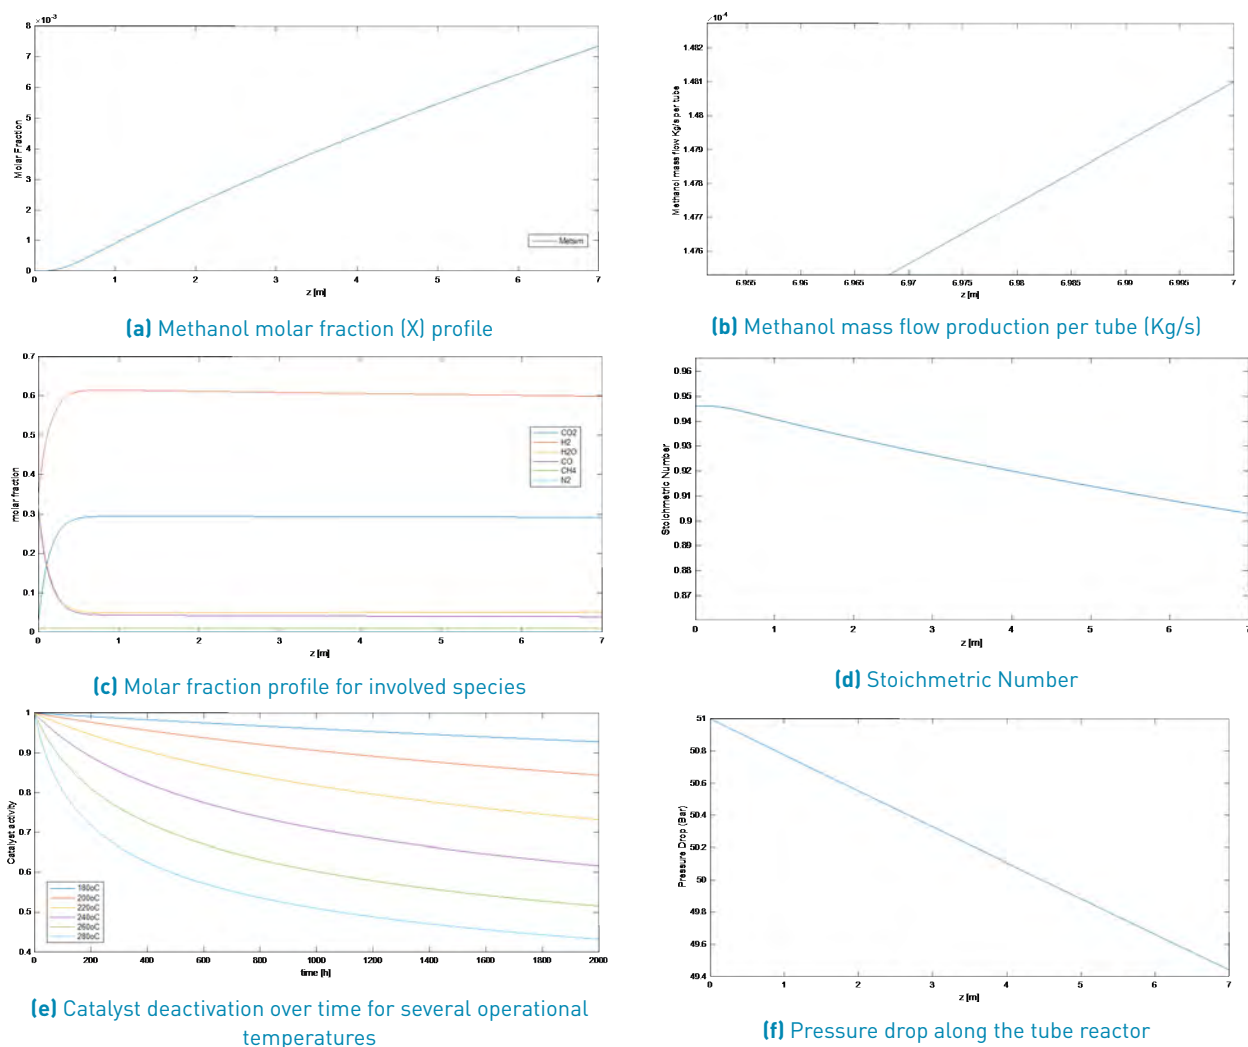 ×10⁻³
8
7
6
5
4
3
2
1
0
Molar Fraction
0 1 2 3 4 5 6 7
z [m]
(a) Methanol molar fraction (X) profile
×10⁻⁴
1.482
1.481
1.48
1.479
1.478
1.477
1.476
Methanol mass flow Kg/s per tube
6.955 6.96 6.965 6.97 6.975 6.98 6.985 6.99 6.995 7
z [m]
(b) Methanol mass flow production per tube (Kg/s)
0.7
0.6
0.5
0.4
0.3
0.2
0.1
0
molar fraction
CO2
H2
H2O
CO
CH4
N2
0 1 2 3 4 5 6 7
z [m]
(c) Molar fraction profile for involved species
0.96
0.95
0.94
0.93
0.92
0.91
0.9
0.89
0.88
0.87
Stoichmetric Number
0 1 2 3 4 5 6 7
z [m]
(d) Stoichmetric Number
1
0.9
0.8
0.7
0.6
0.5
0.4
Catalyst activity
180oC
200oC
220oC
240oC
260oC
280oC
0 200 400 600 800 1000 1200 1400 1600 1800 2000
time [h]
(e) Catalyst deactivation over time for several operational
temperatures
51
50.8
50.6
50.4
50.2
50
49.8
49.6
49.4
Pressure Drop (Bar)
0 1 2 3 4 5 6 7
z [m]
(f) Pressure drop along the tube reactor